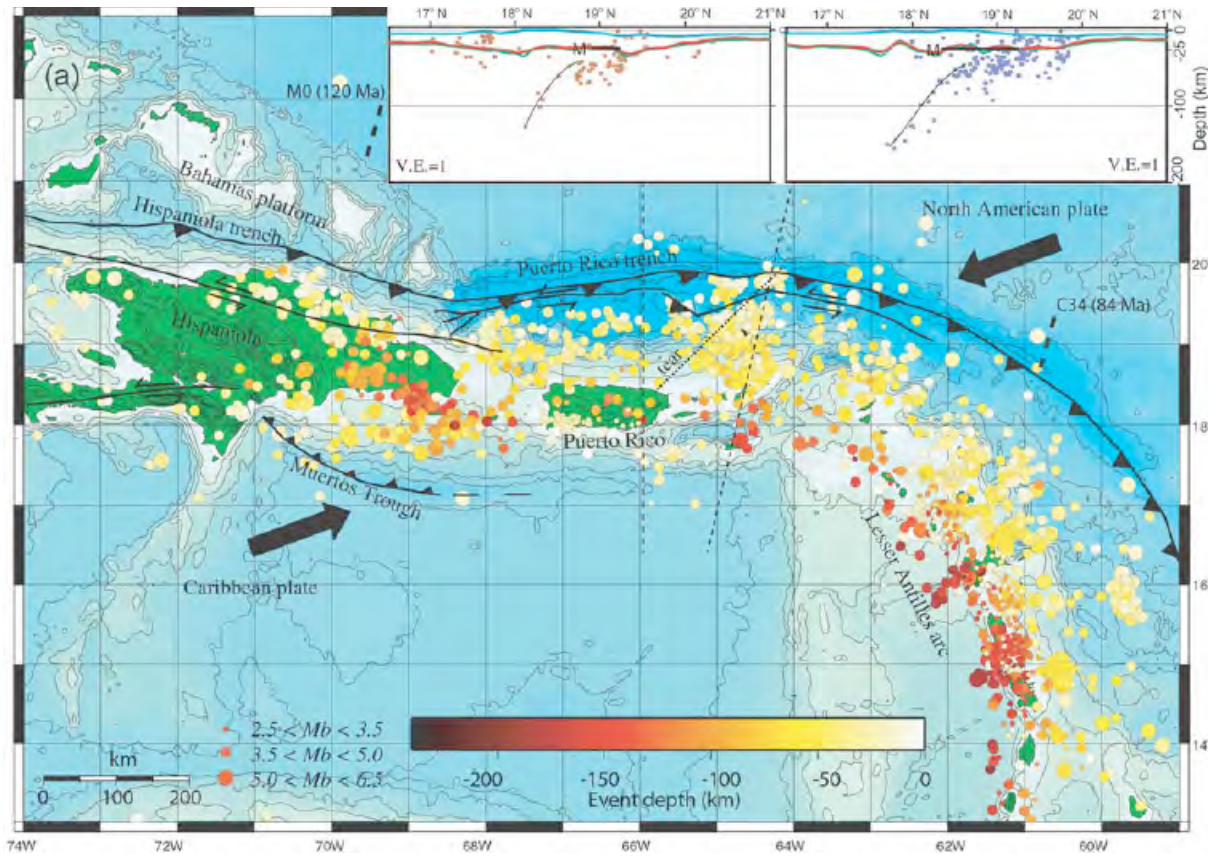 17°N 18°N 19°N 20°N 21°N
17°N 18°N 19°N 20°N 21°N
(a)
M
V.E.=1
M
V.E.=1
0
-25
-100
-200
Depth (km)
M0 (120 Ma)
Bahamas platform
Hispaniola trench
North American plate
Puerto Rico trench
C34 (84 Ma)
Hispaniola
tear
Puerto Rico
Muertos Trough
Caribbean plate
Lesser Antilles arc
20
19
18
17
16
15
14
2.5 < Mb < 3.5
3.5 < Mb < 5.0
5.0 < Mb < 6.5
km
0 100 200
-200 -150 -100 -50 0
Event depth (km)
74W 72W 70W 68W 66W 64W 62W 60W